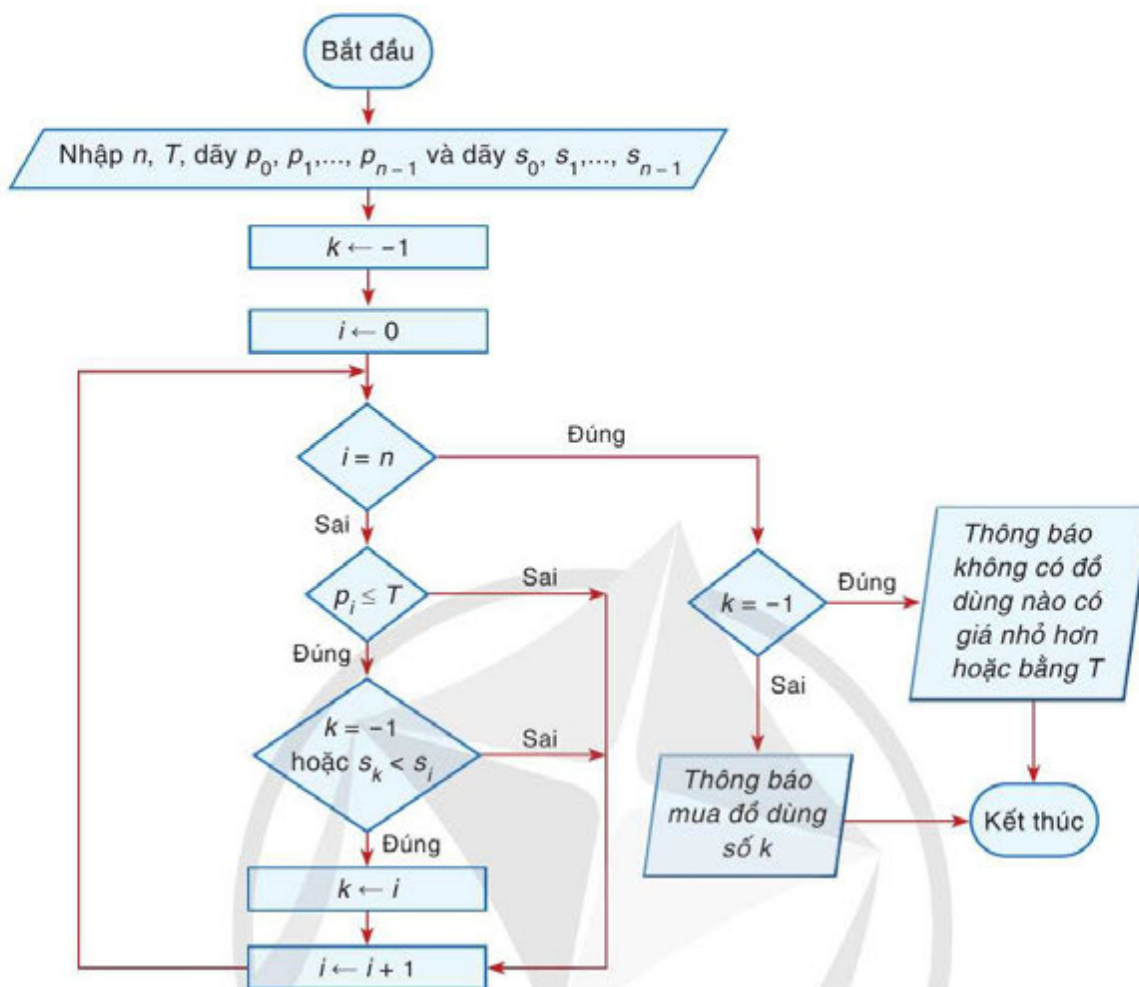 Bắt đầu
Nhập n, T, dãy p₀, p₁,..., pₙ₋₁ và dãy s₀, s₁,..., sₙ₋₁
k ← −1
i ← 0
i = n
Đúng
Sai
pᵢ ≤ T
Sai
Đúng
k = −1
hoặc sₖ < sᵢ
Sai
Đúng
k ← i
i ← i + 1
k = −1
Đúng
Sai
Thông báo
không có đồ
dùng nào có
giá nhỏ hơn
hoặc bằng T
Thông báo
mua đồ dùng
số k
Kết thúc